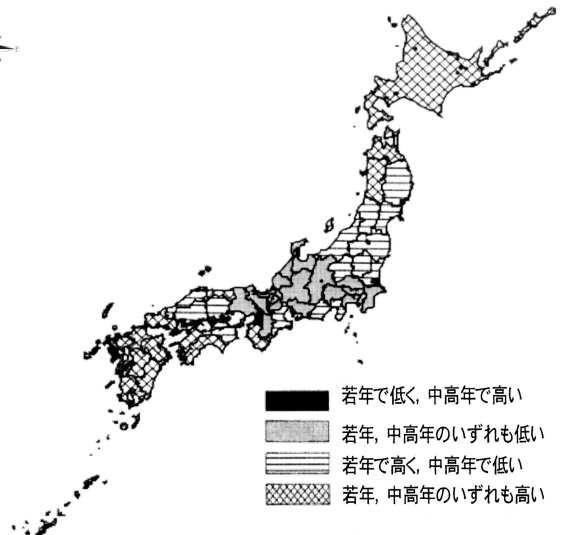 若年で低く, 中高年で高い
若年, 中高年のいずれも低い
若年で高く, 中高年で低い
若年, 中高年のいずれも高い